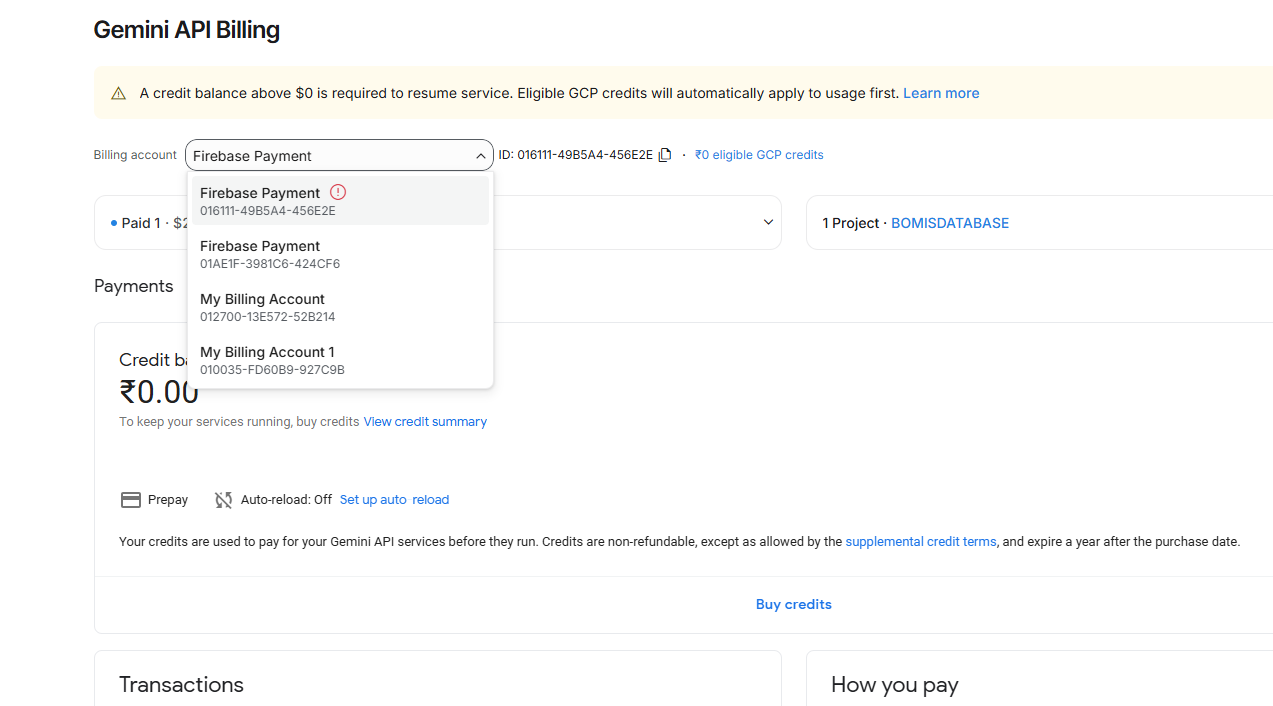 Gemini API Billing
A credit balance above $0 is required to resume service. Eligible GCP credits will automatically apply to usage first. Learn more
Billing account Firebase Payment ID: 016111-49B5A4-456E2E · ₹0 eligible GCP credits
Firebase Payment
016111-49B5A4-456E2E
Paid 1 · $2
1 Project · BOMISDATABASE
Firebase Payment
01AE1F-3981C6-424CF6
Payments
My Billing Account
012700-13E572-52B214
My Billing Account 1
010035-FD60B9-927C9B
Credit ba
₹0.00
To keep your services running, buy credits View credit summary
Prepay Auto-reload: Off Set up auto reload
Your credits are used to pay for your Gemini API services before they run. Credits are non-refundable, except as allowed by the supplemental credit terms, and expire a year after the purchase date.
Buy credits
Transactions
How you pay